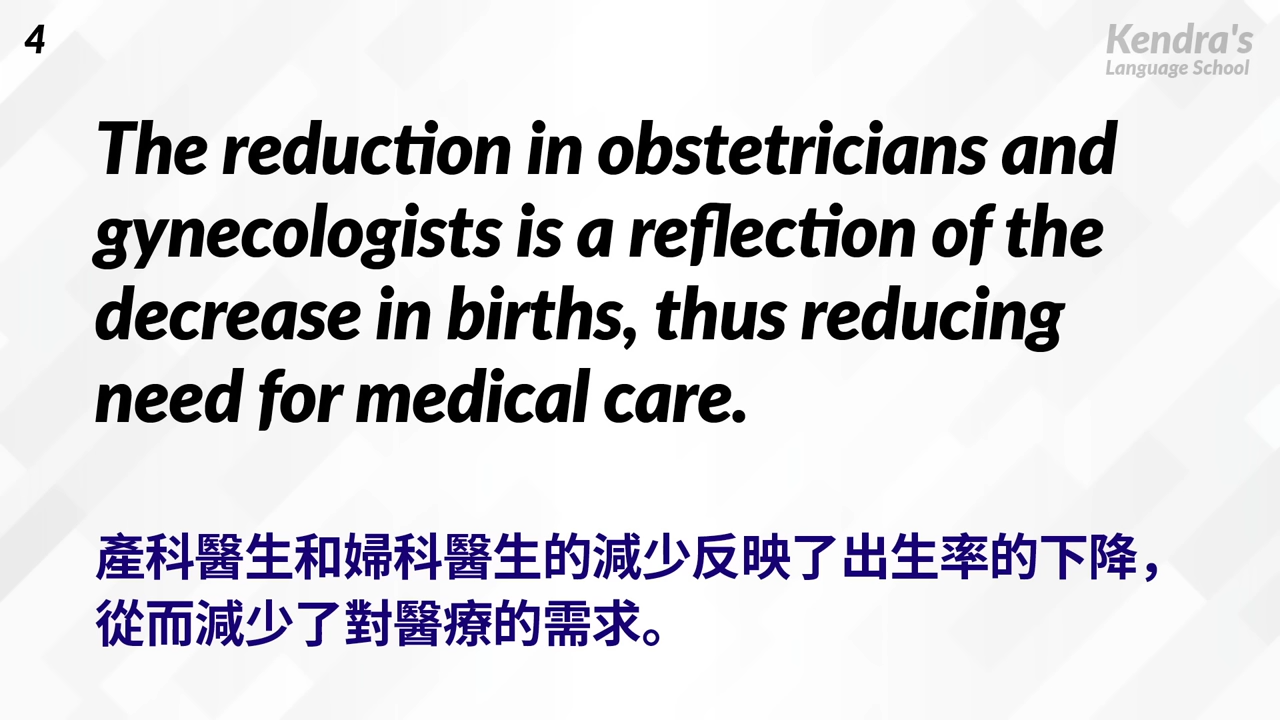 4
Kendra's
Language School
The reduction in obstetricians and
gynecologists is a reflection of the
decrease in births, thus reducing
need for medical care.
產科醫生和婦科醫生的減少反映了出生率的下降，
從而減少了對醫療的需求。